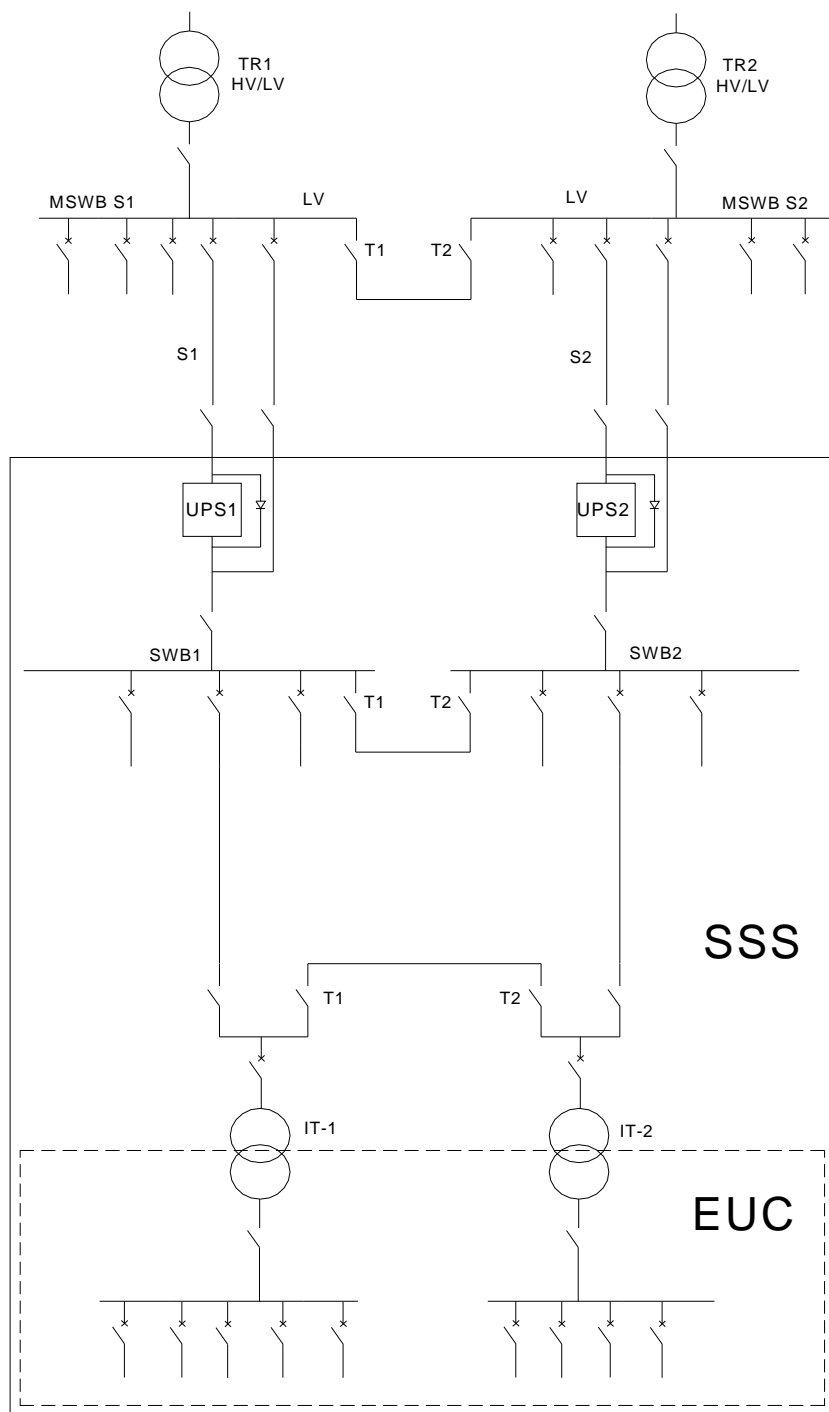 TR1
HV/LV
TR2
HV/LV
MSWB S1
LV
LV
MSWB S2
T1
T2
S1
S2
UPS1
UPS2
SWB1
SWB2
T1
T2
SSS
T1
T2
IT-1
IT-2
EUC